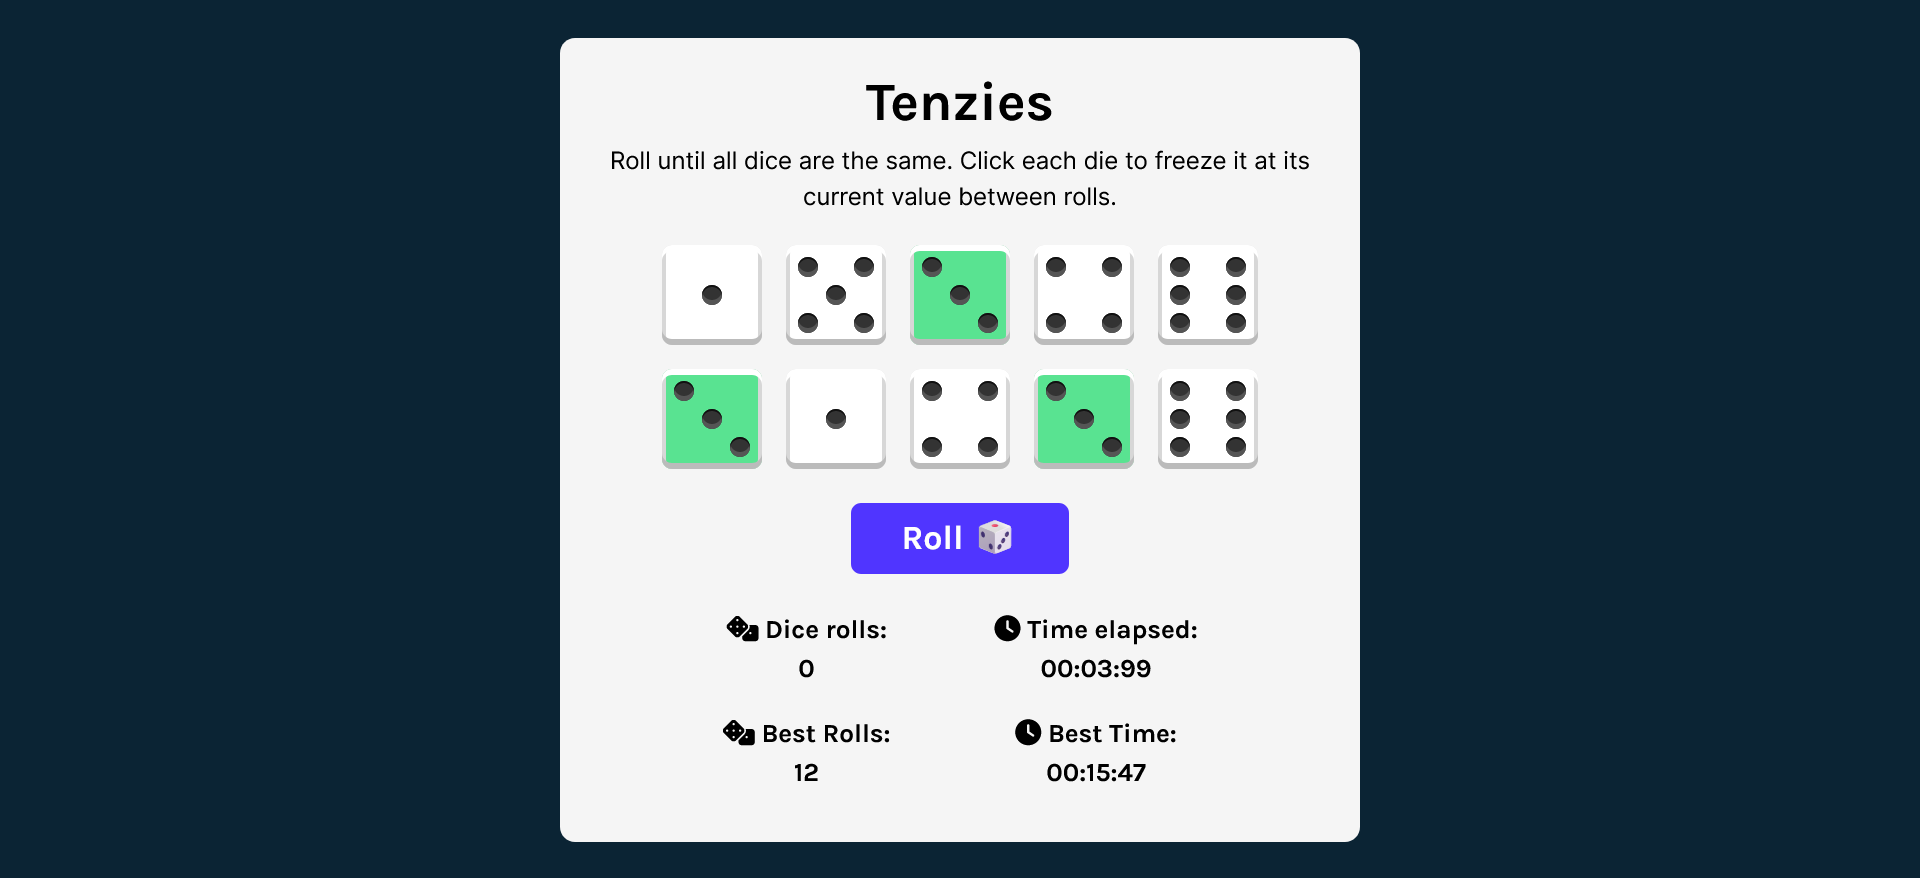 Tenzies
Roll until all dice are the same. Click each die to freeze it at its
current value between rolls.
Roll
Dice rolls:
0
Time elapsed:
00:03:99
Best Rolls:
12
Best Time:
00:15:47